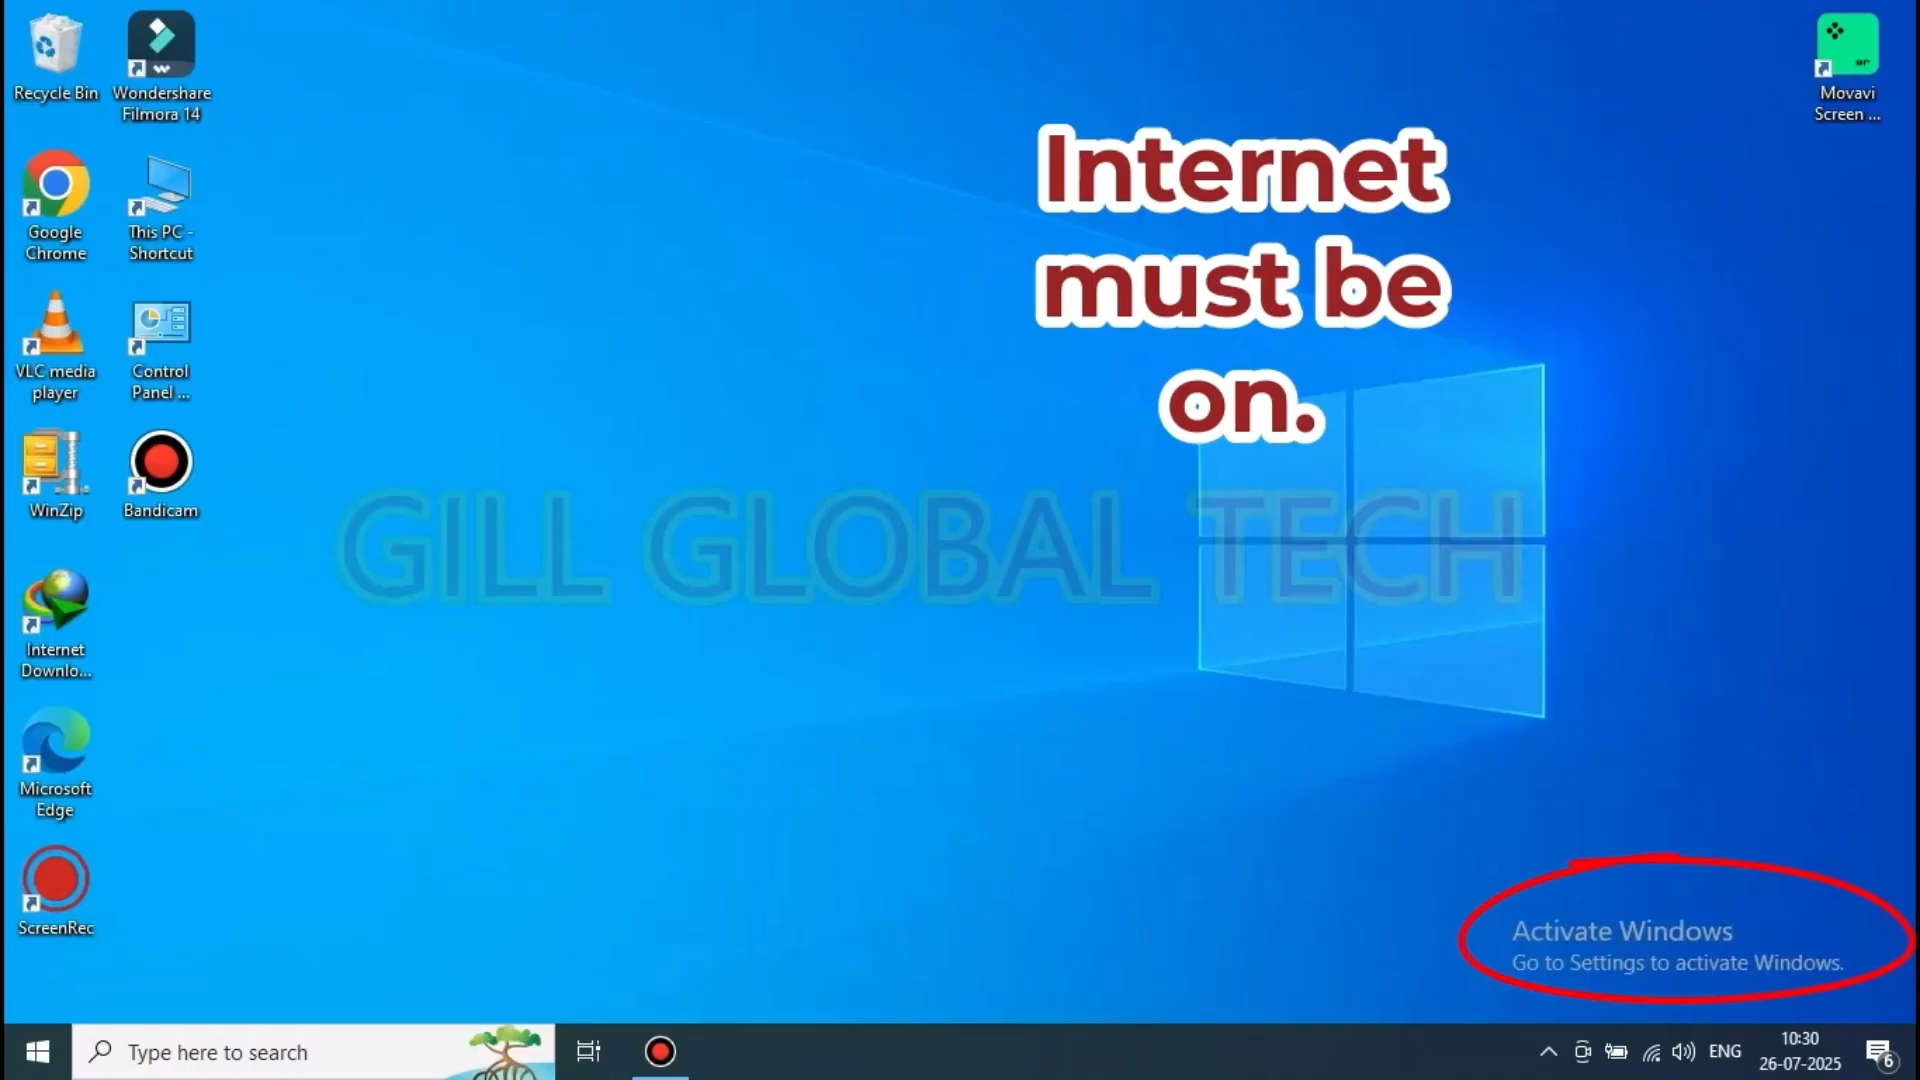 Recycle Bin
Wondershare
Filmora 14
Movavi
Screen ...
Internet
must be
on.
Google
Chrome
This PC -
Shortcut
VLC media
player
Control
Panel ...
WinZip
Bandicam
GILL GLOBAL TECH
Internet
Downlo...
Microsoft
Edge
ScreenRec
Activate Windows
Go to Settings to activate Windows.
Type here to search
ENG
10:30
26-07-2025
6